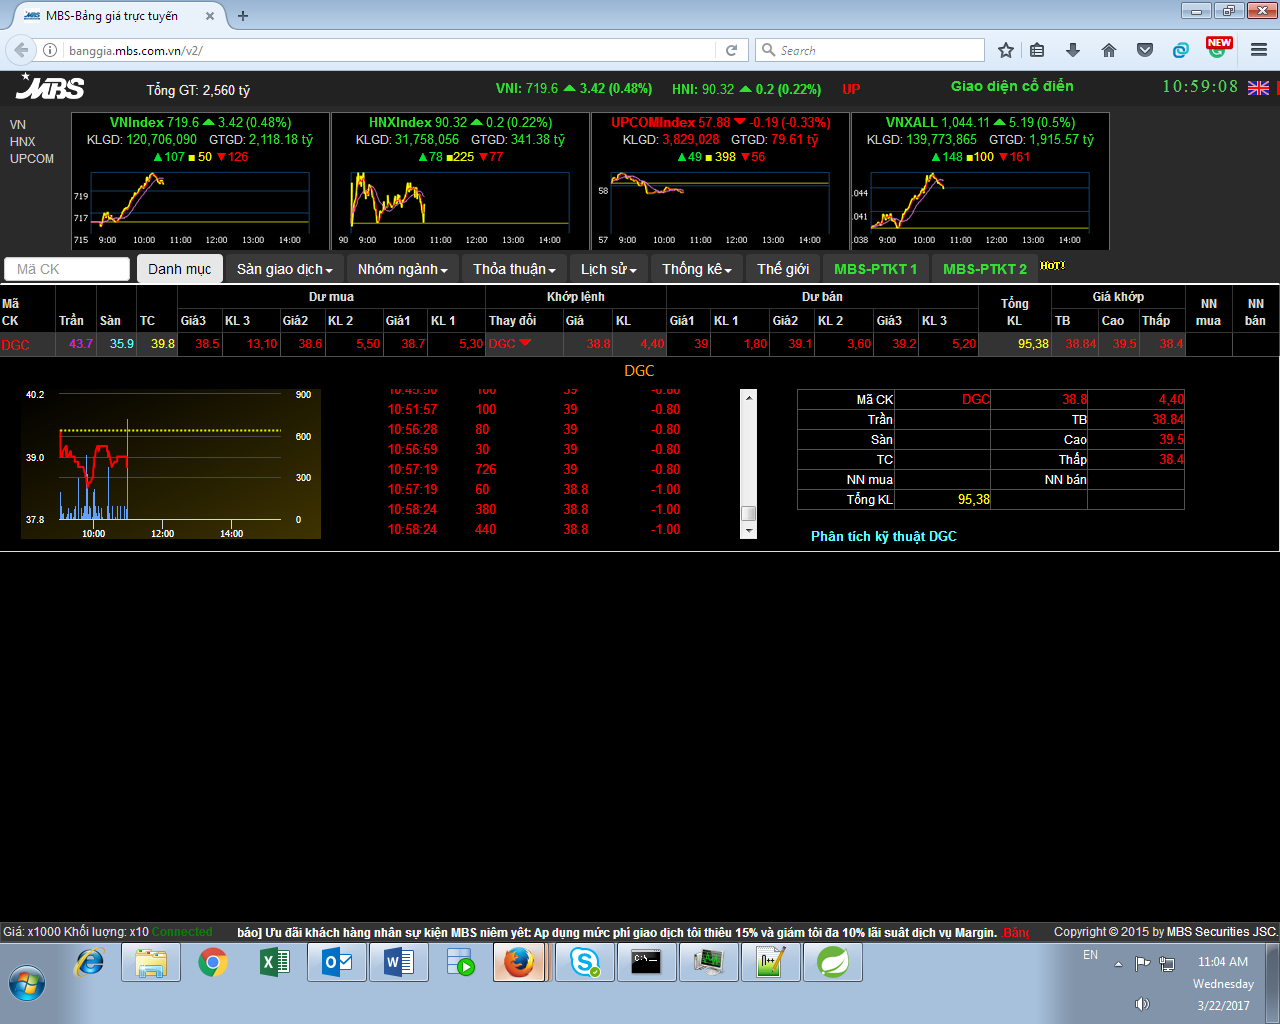 MBS-Bảng giá trực tuyến
banggia.mbs.com.vn/v2/
Search
NEW
MBS
Tổng GT: 2,560 tỷ
VNI: 719.6 ▲ 3.42 (0.48%)
HNI: 90.32 ▲ 0.2 (0.22%)
UP
Giao diện cổ điển
10:59:08
VN
HNX
UPCOM
VNIndex 719.6 ▲ 3.42 (0.48%)
KLGD: 120,706,090 GTGD: 2,118.18 tỷ
▲107 ■ 50 ▼126
719
717
715 9:00 10:00 11:00 12:00 13:00 14:00
HNXIndex 90.32 ▲ 0.2 (0.22%)
KLGD: 31,758,056 GTGD: 341.38 tỷ
▲78 ■225 ▼77
90 9:00 10:00 11:00 12:00 13:00 14:00
UPCOMIndex 57.88 ▼ -0.19 (-0.33%)
KLGD: 3,829,028 GTGD: 79.61 tỷ
▲49 ■ 398 ▼56
58
57 9:00 10:00 11:00 12:00 13:00 14:00
VNXALL 1,044.11 ▲ 5.19 (0.5%)
KLGD: 139,773,865 GTGD: 1,915.57 tỷ
▲148 ■100 ▼161
.044
.041
.038 9:00 10:00 11:00 12:00 13:00 14:00
Mã CK
Danh mục
Sàn giao dịch
Nhóm ngành
Thỏa thuận
Lịch sử
Thống kê
Thế giới
MBS-PTKT 1
MBS-PTKT 2
HOT!
Mã CK Trần Sàn TC Dư mua Khớp lệnh Dư bán Tổng KL Giá khớp NN mua NN bán
Giá3 KL 3 Giá2 KL 2 Giá1 KL 1 Thay đổi Giá KL Giá1 KL 1 Giá2 KL 2 Giá3 KL 3 TB Cao Thấp
DGC 43.7 35.9 39.8 38.5 13,10 38.6 5,50 38.7 5,30 DGC ▼ 38.8 4,40 39 1,80 39.1 3,60 39.2 5,20 95,38 38.84 39.5 38.4
DGC
40.2 900
600
39.0
300
37.8 0
10:00 12:00 14:00
10:45:50 100 39 -0.80
10:51:57 100 39 -0.80
10:56:28 80 39 -0.80
10:56:59 30 39 -0.80
10:57:19 726 39 -0.80
10:57:19 60 38.8 -1.00
10:58:24 380 38.8 -1.00
10:58:24 440 38.8 -1.00
Mã CK DGC 38.8 4,40
Trần TB 38.84
Sàn Cao 39.5
TC Thấp 38.4
NN mua NN bán
Tổng KL 95,38
Phân tích kỹ thuật DGC
Giá: x1000 Khối lượng: x10 Connected
báo] Ưu đãi khách hàng nhân sự kiện MBS niêm yết: Áp dụng mức phí giao dịch tối thiểu 15% và giảm tối đa 10% lãi suất dịch vụ Margin. .Bảng
Copyright © 2015 by MBS Securities JSC.
EN
11:04 AM
Wednesday
3/22/2017